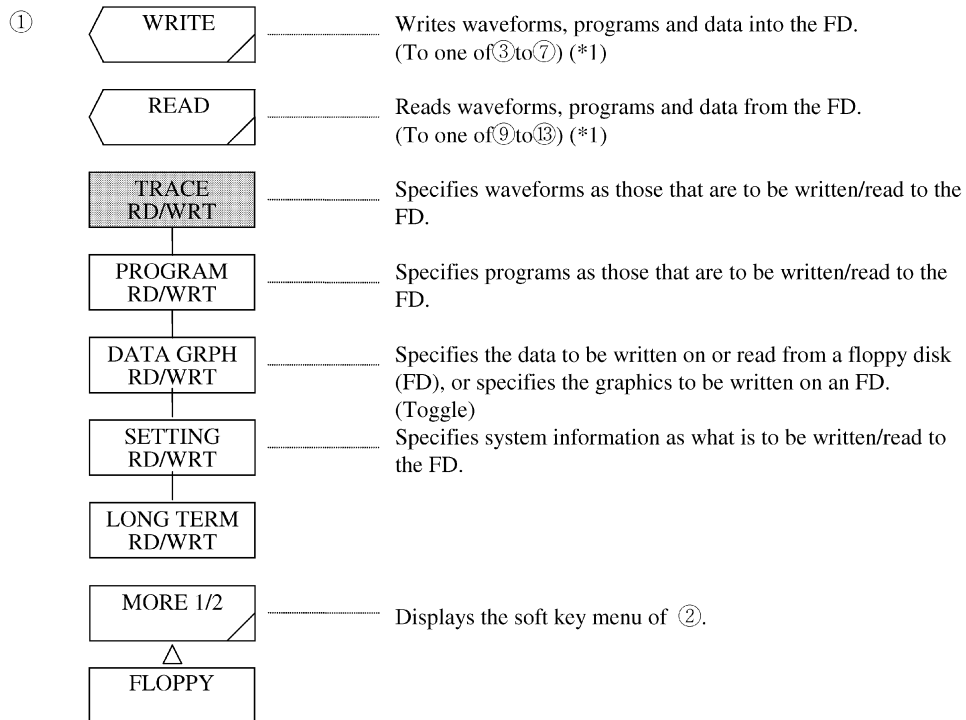 ①
WRITE
Writes waveforms, programs and data into the FD.
(To one of③to⑦) (*1)
READ
Reads waveforms, programs and data from the FD.
(To one of⑨to⑬) (*1)
TRACE
RD/WRT
Specifies waveforms as those that are to be written/read to the
FD.
PROGRAM
RD/WRT
Specifies programs as those that are to be written/read to the
FD.
DATA GRPH
RD/WRT
Specifies the data to be written on or read from a floppy disk
(FD), or specifies the graphics to be written on an FD.
(Toggle)
SETTING
RD/WRT
Specifies system information as what is to be written/read to
the FD.
LONG TERM
RD/WRT
MORE 1/2
Displays the soft key menu of ②.
FLOPPY